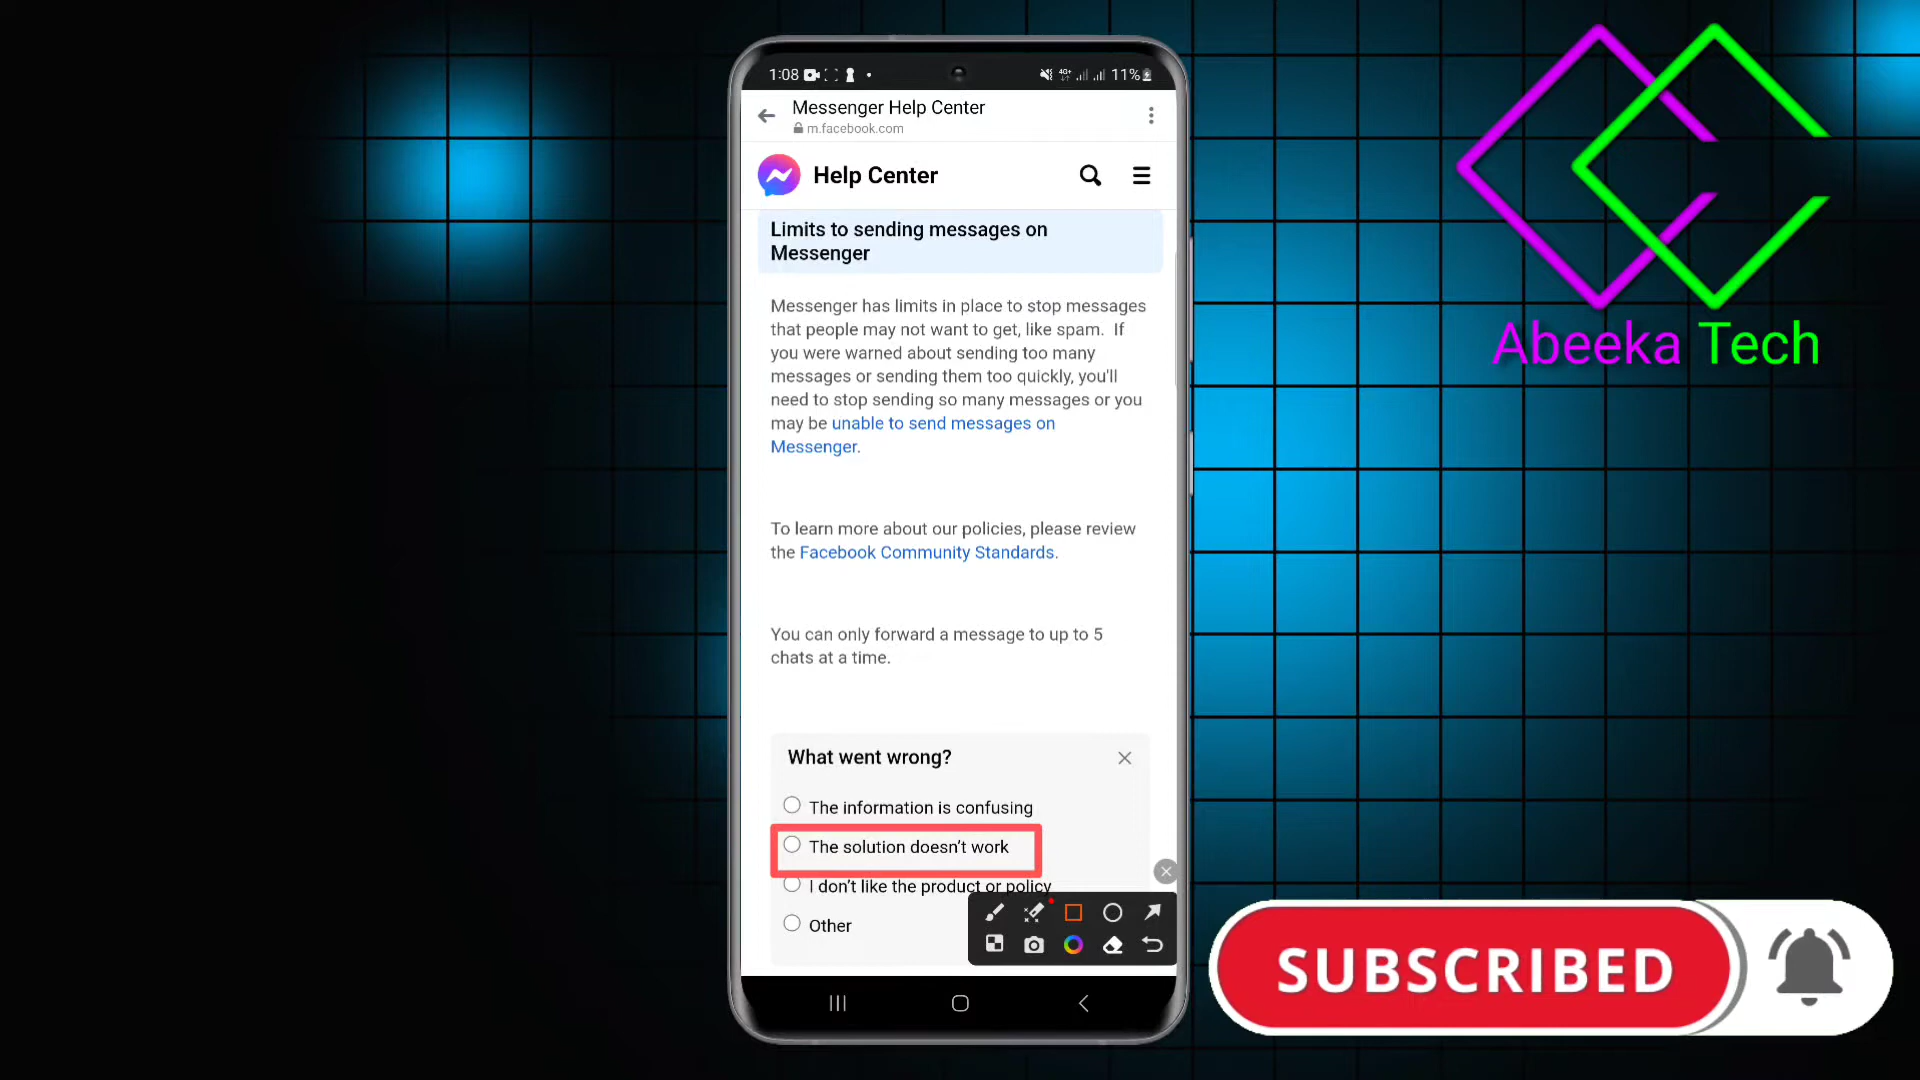 1:08
4G+
11%
Messenger Help Center
m.facebook.com
Help Center
Limits to sending messages on
Messenger
Messenger has limits in place to stop messages
that people may not want to get, like spam. If
you were warned about sending too many
messages or sending them too quickly, you'll
need to stop sending so many messages or you
may be unable to send messages on
Messenger.
To learn more about our policies, please review
the Facebook Community Standards.
You can only forward a message to up to 5
chats at a time.
What went wrong?
The information is confusing
The solution doesn't work
I don't like the product or policy
Other
Abeeka Tech
SUBSCRIBED